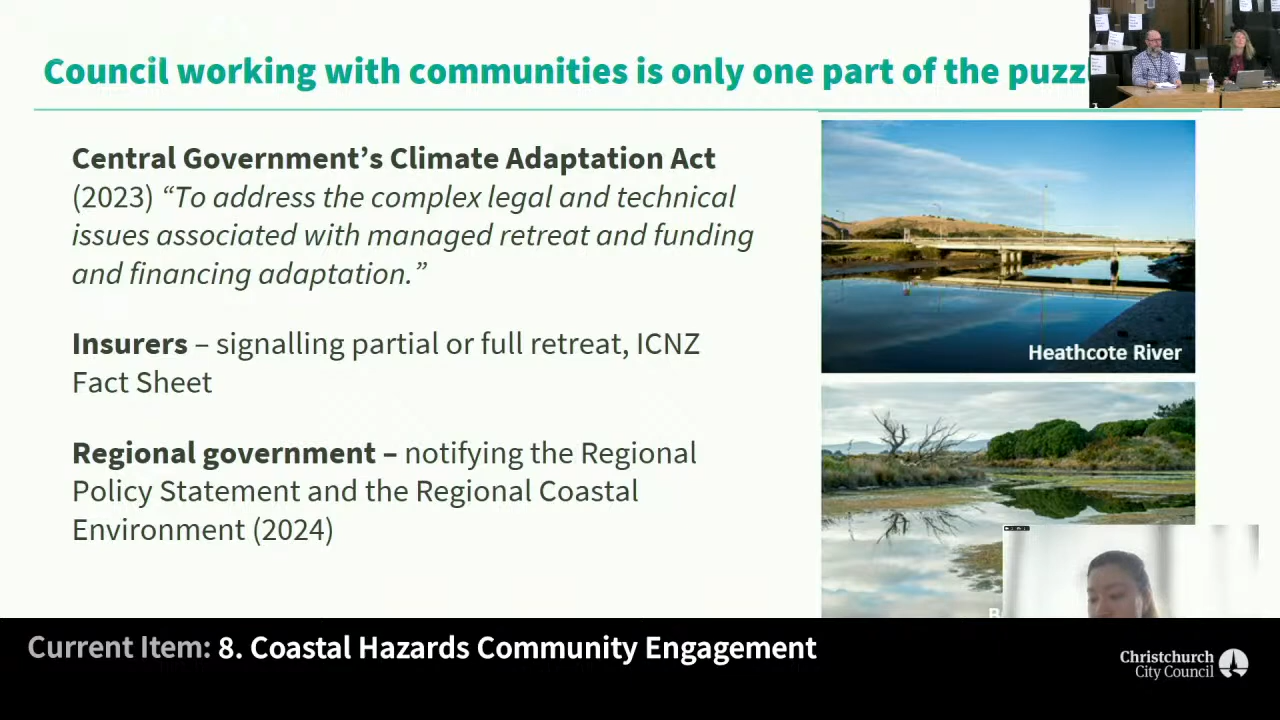 Council working with communities is only one part of the puzz
Central Government’s Climate Adaptation Act
(2023) “To address the complex legal and technical
issues associated with managed retreat and funding
and financing adaptation.”
Insurers – signalling partial or full retreat, ICNZ
Fact Sheet
Regional government – notifying the Regional
Policy Statement and the Regional Coastal
Environment (2024)
Heathcote River
Current Item: 8. Coastal Hazards Community Engagement
Christchurch
City Council